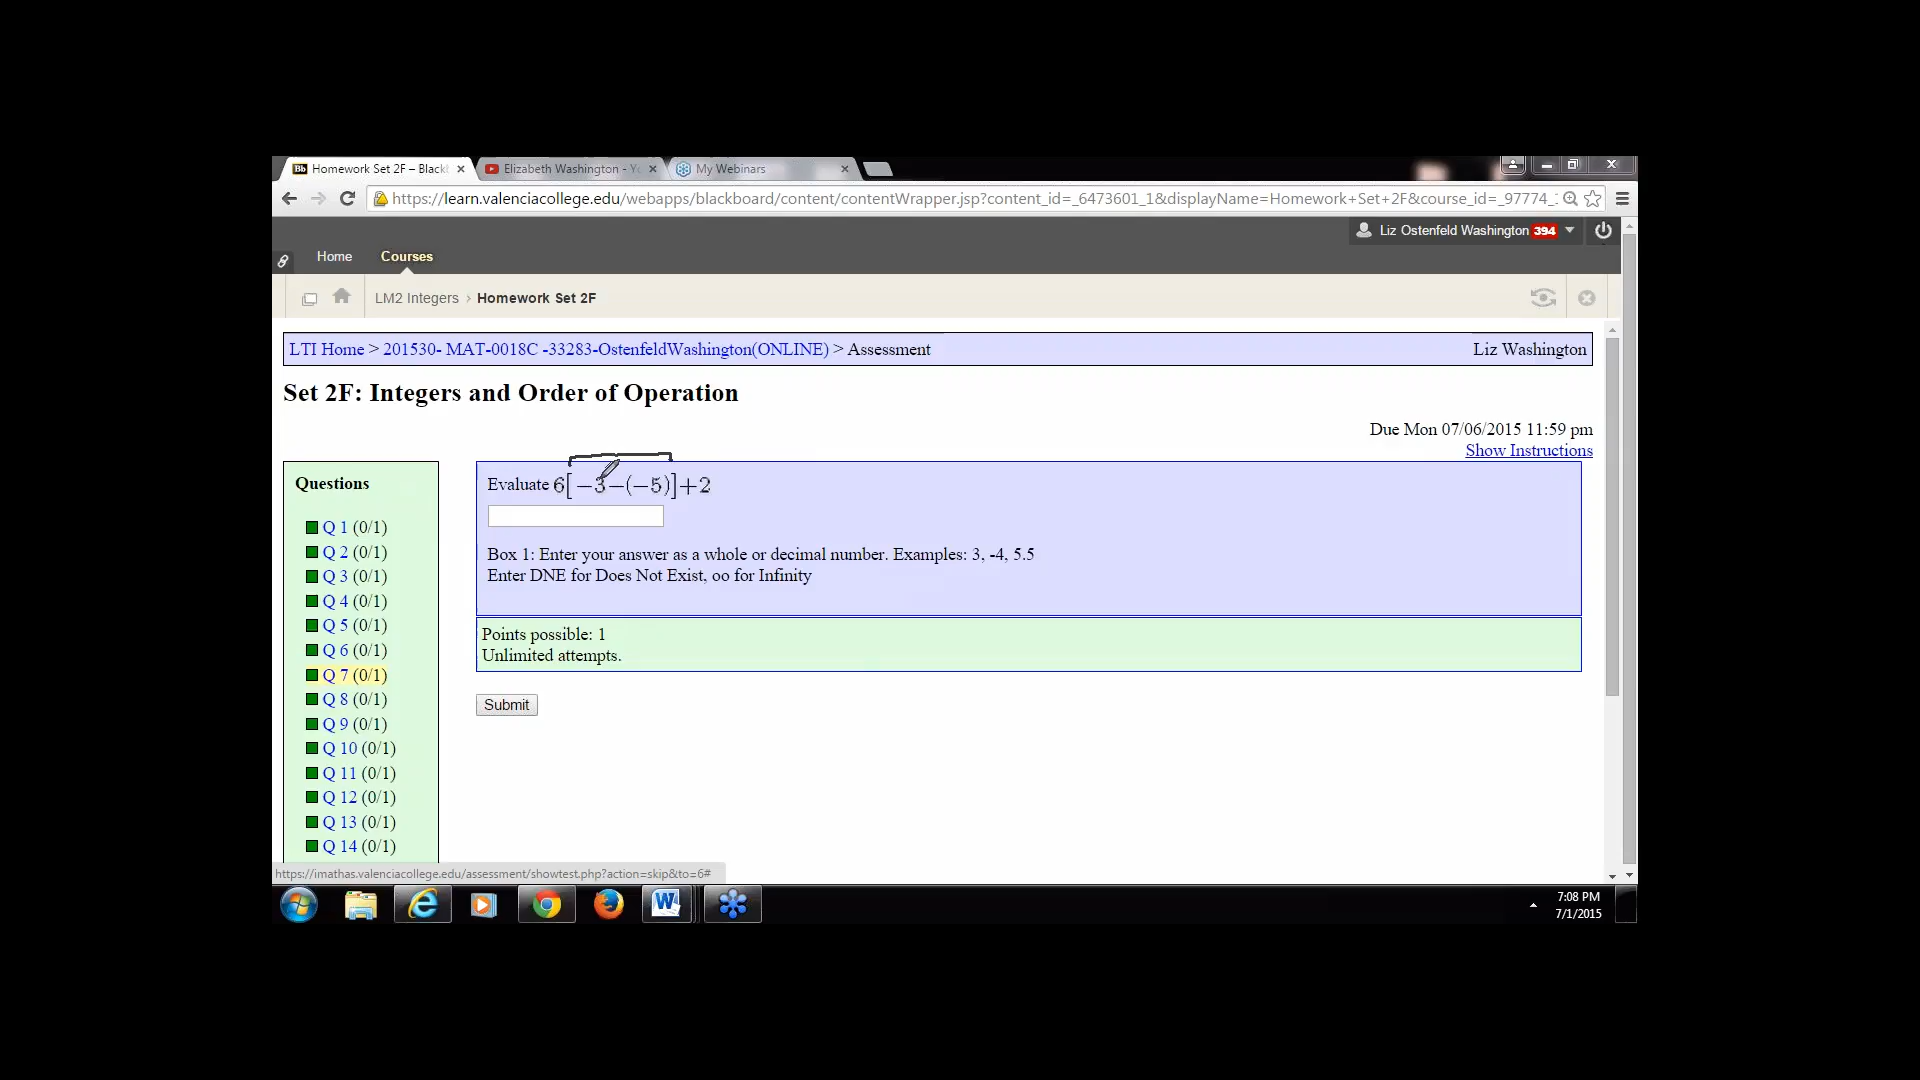 Homework Set 2F – Black
Elizabeth Washington - Y
My Webinars
https://learn.valenciacollege.edu/webapps/blackboard/content/contentWrapper.jsp?content_id=_6473601_1&displayName=Homework+Set+2F&course_id=_97774_
Liz Ostenfeld Washington 394
Home Courses
LM2 Integers › Homework Set 2F
LTI Home > 201530- MAT-0018C -33283-OstenfeldWashington(ONLINE) > Assessment Liz Washington
Set 2F: Integers and Order of Operation
Due Mon 07/06/2015 11:59 pm
Show Instructions
Questions
Q 1 (0/1)
Q 2 (0/1)
Q 3 (0/1)
Q 4 (0/1)
Q 5 (0/1)
Q 6 (0/1)
Q 7 (0/1)
Q 8 (0/1)
Q 9 (0/1)
Q 10 (0/1)
Q 11 (0/1)
Q 12 (0/1)
Q 13 (0/1)
Q 14 (0/1)
Evaluate 6[−3−(−5)]+2
Box 1: Enter your answer as a whole or decimal number. Examples: 3, -4, 5.5
Enter DNE for Does Not Exist, oo for Infinity
Points possible: 1
Unlimited attempts.
Submit
https://imathas.valenciacollege.edu/assessment/showtest.php?action=skip&to=6#
7:08 PM
7/1/2015